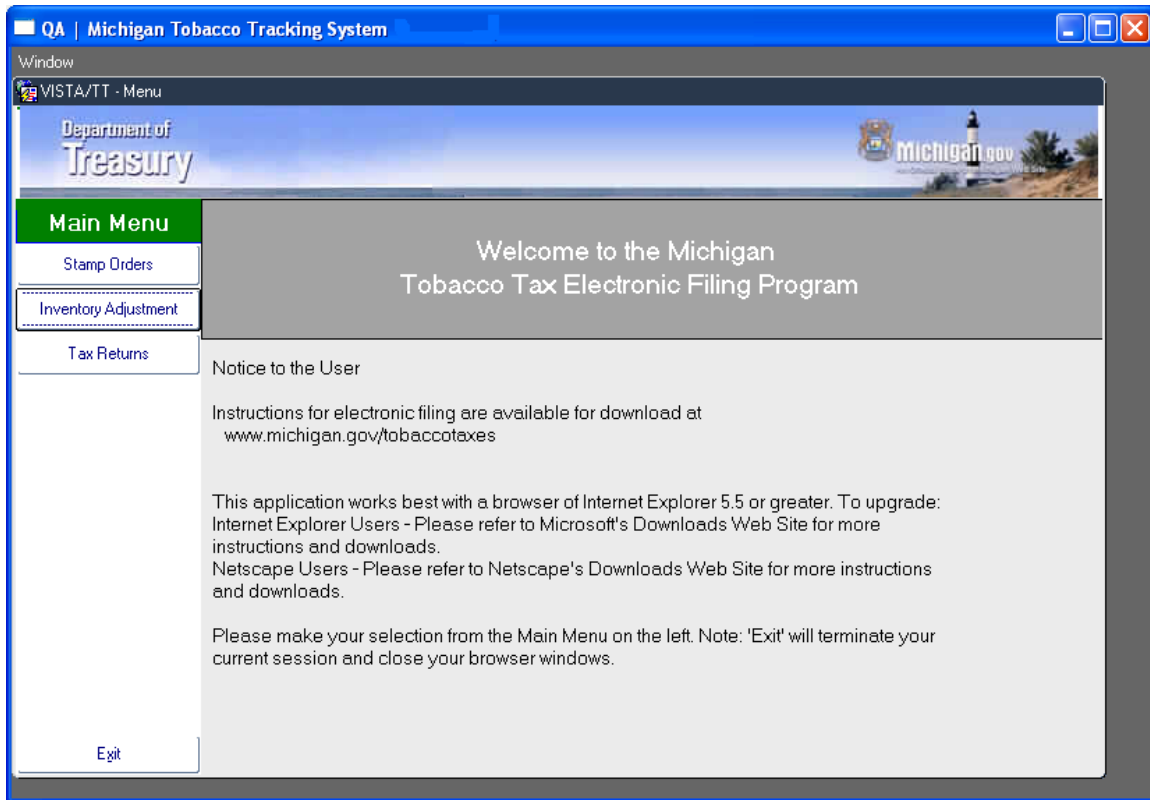 QA | Michigan Tobacco Tracking System
Window
VISTA/TT - Menu
Department of
Treasury
Michigan.gov
Main Menu
Stamp Orders
Inventory Adjustment
Tax Returns
Exit
Welcome to the Michigan
Tobacco Tax Electronic Filing Program
Notice to the User
Instructions for electronic filing are available for download at
www.michigan.gov/tobaccotaxes
This application works best with a browser of Internet Explorer 5.5 or greater. To upgrade:
Internet Explorer Users - Please refer to Microsoft's Downloads Web Site for more
instructions and downloads.
Netscape Users - Please refer to Netscape's Downloads Web Site for more instructions
and downloads.
Please make your selection from the Main Menu on the left. Note: 'Exit' will terminate your
current session and close your browser windows.